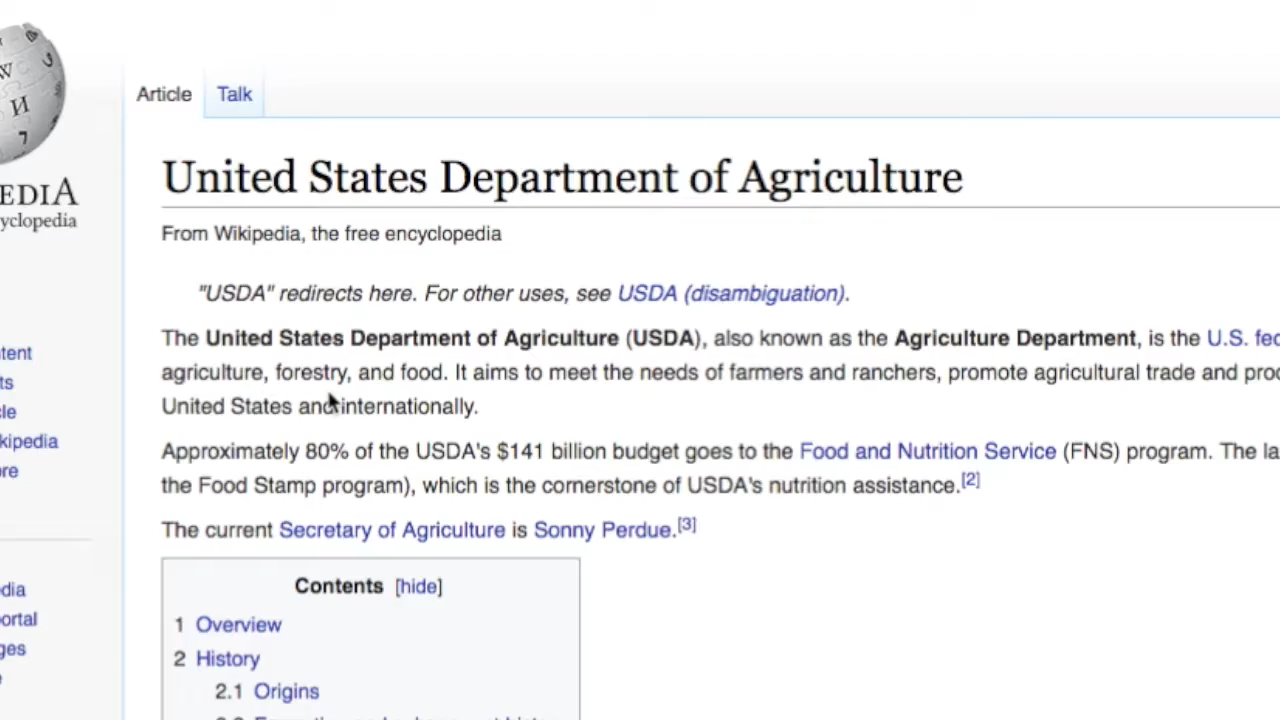 Article Talk
United States Department of Agriculture
From Wikipedia, the free encyclopedia
"USDA" redirects here. For other uses, see USDA (disambiguation).
The United States Department of Agriculture (USDA), also known as the Agriculture Department, is the U.S.
agriculture, forestry, and food. It aims to meet the needs of farmers and ranchers, promote agricultural trade and
United States and internationally.
Approximately 80% of the USDA's $141 billion budget goes to the Food and Nutrition Service (FNS) program. The
the Food Stamp program), which is the cornerstone of USDA's nutrition assistance.[2]
The current Secretary of Agriculture is Sonny Perdue.[3]
Contents [hide]
1 Overview
2 History
2.1 Origins